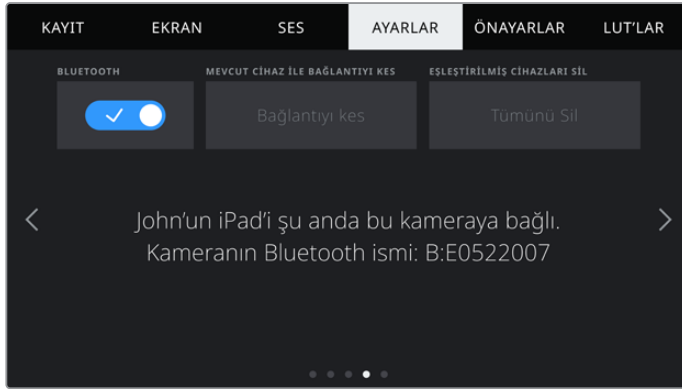 KAYIT EKRAN SES AYARLAR ÖNAYARLAR LUT'LAR
BLUETOOTH MEVCUT CİHAZ İLE BAĞLANTIYI KES EŞLEŞTİRİLMİŞ CİHAZLARI SİL
Bağlantıyı kes Tümünü Sil
John'un iPad'i şu anda bu kameraya bağlı.
Kameranın Bluetooth ismi: B:E0522007